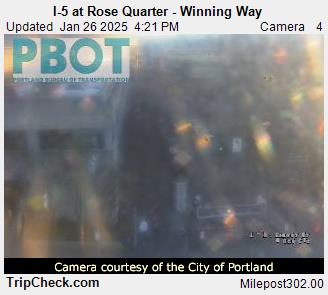 I-5 at Rose Quarter - Winning Way
Updated Jan 26 2025 4:21 PM Camera 4
PBOT
PORTLAND BUREAU OF TRANSPORTATION
Camera courtesy of the City of Portland
TripCheck.com Milepost302.00